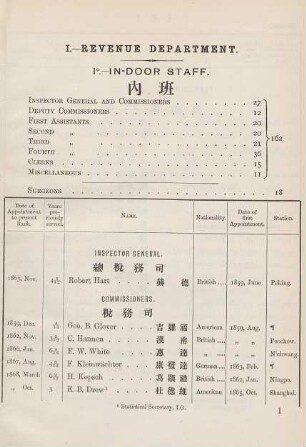 I.—REVENUE DEPARTMENT.
1°.—IN-DOOR STAFF.
內 班
INSPECTOR GENERAL AND COMMISSIONERS 27
DEPUTY COMMISSIONERS 12
FIRST ASSISTANTS 20
SECOND „ 20
THIRD „ 21
FOURTH „ 36
CLERKS 15
MISCELLANEOUS 11
162
SURGEONS 18
Date of Appointment to present Rank. Years previously served. NAME. Nationality. Date of first Appointment. Station.
INSPECTOR GENERAL.
總 稅 務 司
1863, Nov. Robert Hart 赫 德 British 1859, June Peking.
COMMISSIONERS.
稅 務 司
1859, Dec. Geo. B. Glover 吉羅福 American 1859, Aug. ¶
„ C. Hannen 漢 南 British „ „ Foochow.
1866, Jan. F. W. White 惠 達 „ „ N'chwang.
1867, Aug. F. Kleinwächter 康發達 German 1863, Feb. ¶
1868, March H. Kopsch 葛顯禮 British 1862, Jan. Ningpo.
„ Oct. 3 E. B. Drew ¹ 杜德維 American 1865, Oct. Shanghai.
¹ Statistical Secretary, I.G.
1